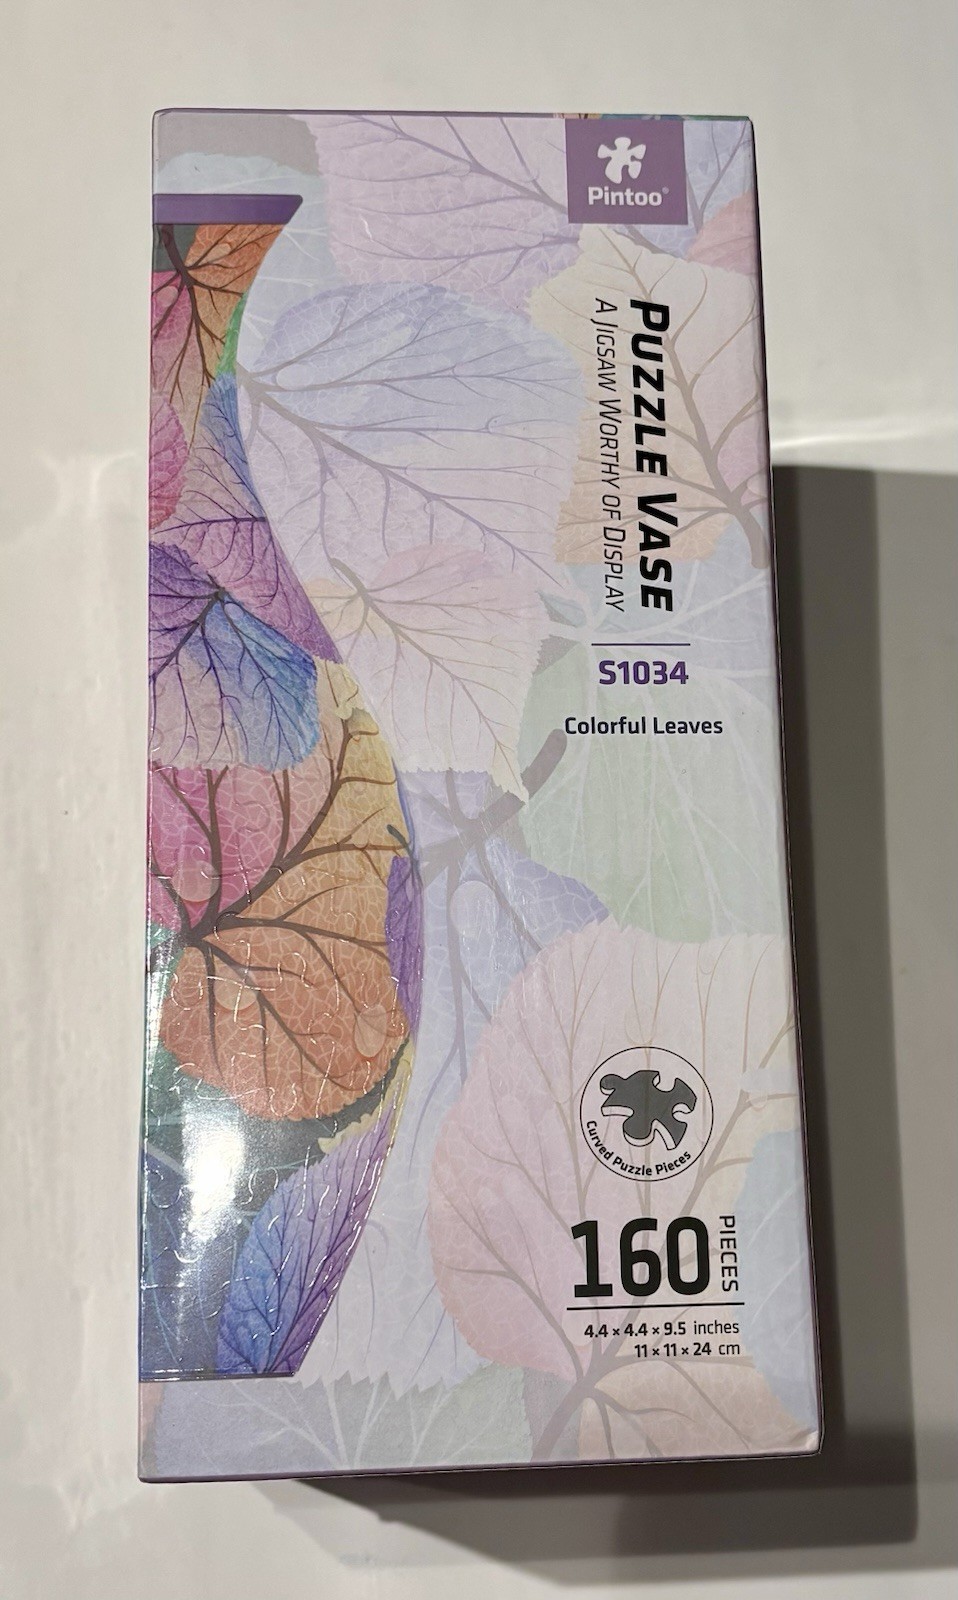 Pintoo®
PUZZLE VASE
A JIGSAW WORTHY OF DISPLAY
S1034
Colorful Leaves
Curved Puzzle Pieces
160 PIECES
4.4 × 4.4 × 9.5 inches
11 × 11 × 24 cm